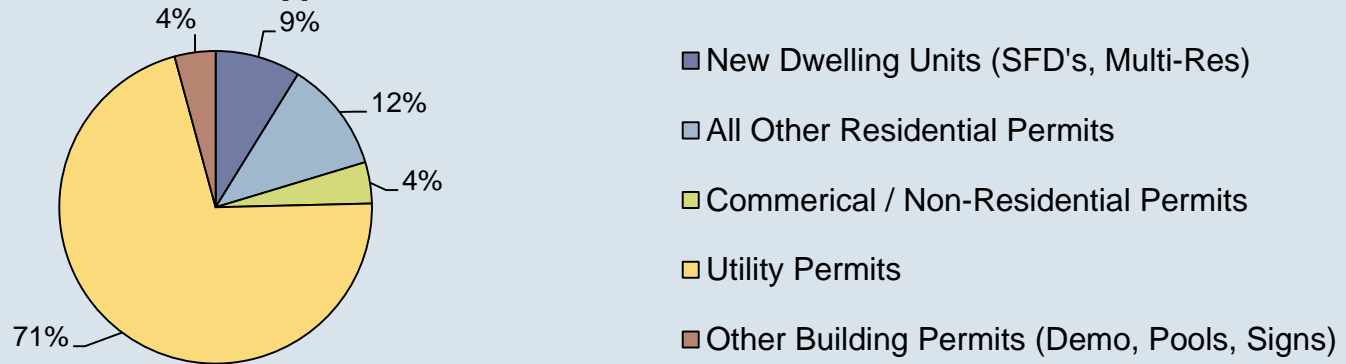 4%
9%
12%
4%
71%
New Dwelling Units (SFD's, Multi-Res)
All Other Residential Permits
Commerical / Non-Residential Permits
Utility Permits
Other Building Permits (Demo, Pools, Signs)